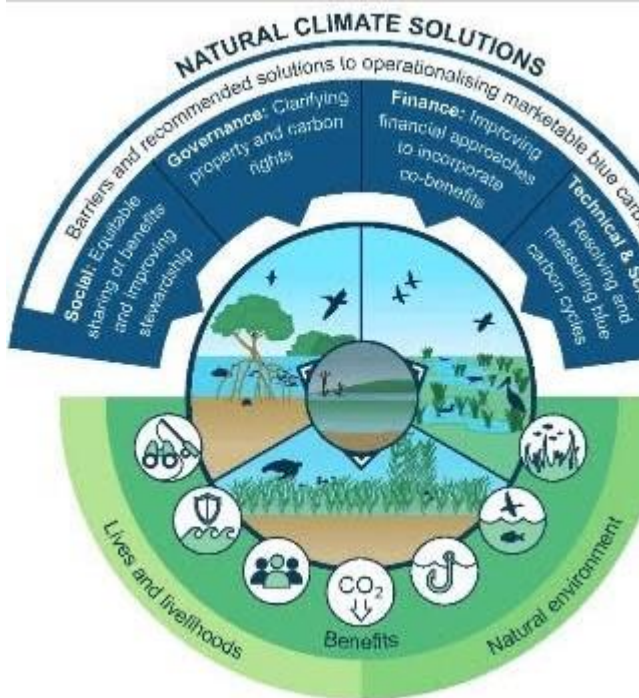 NATURAL CLIMATE SOLUTIONS
Barriers and recommended solutions to operationalising marketable blue
Social: Equitable
sharing of benefits
and improving
stewardship
Governance: Clarifying
property and carbon
rights
Finance: Improving
financial approaches
to incorporate
co-benefits
Technical &
Resolving and
measuring blue
carbon cycles
CO₂
Lives and livelihoods
Benefits
Natural environment